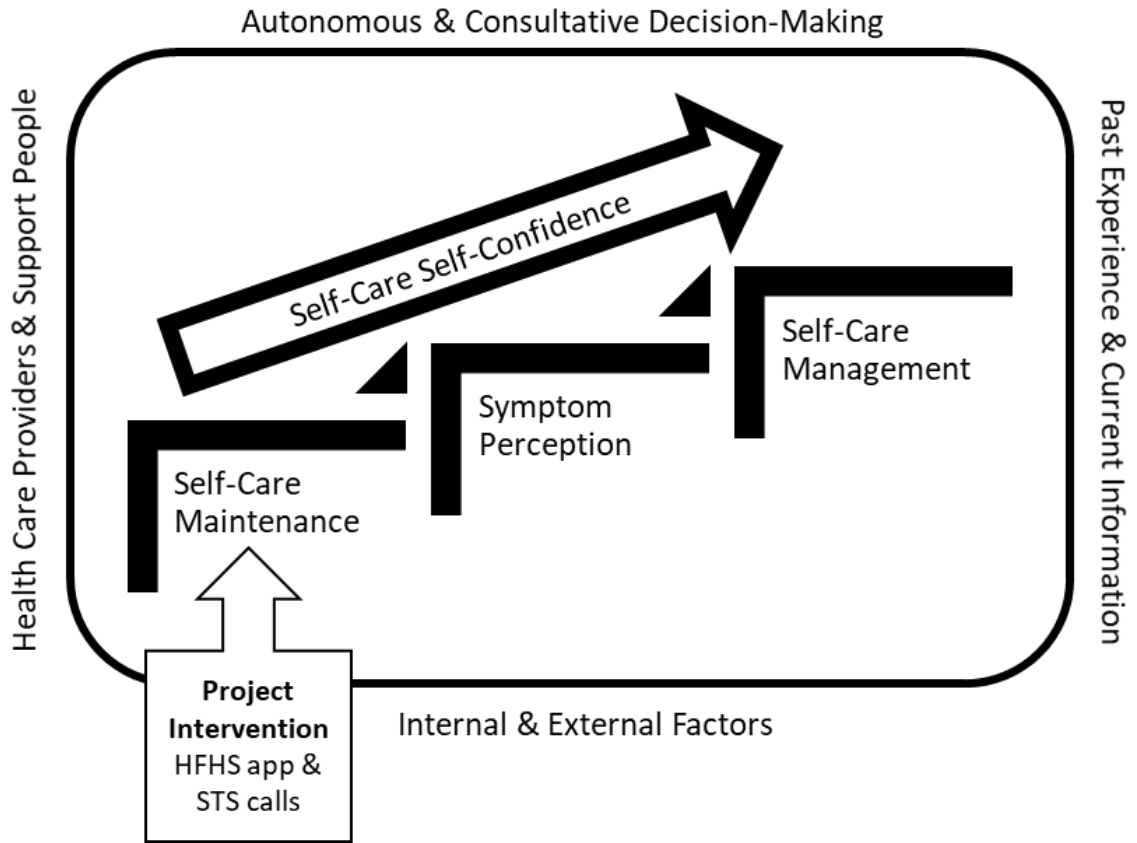 Autonomous & Consultative Decision-Making
Health Care Providers & Support People
Past Experience & Current Information
Self-Care Self-Confidence
Self-Care
Management
Symptom
Perception
Self-Care
Maintenance
Project
Intervention
HFHS app &
STS calls
Internal & External Factors